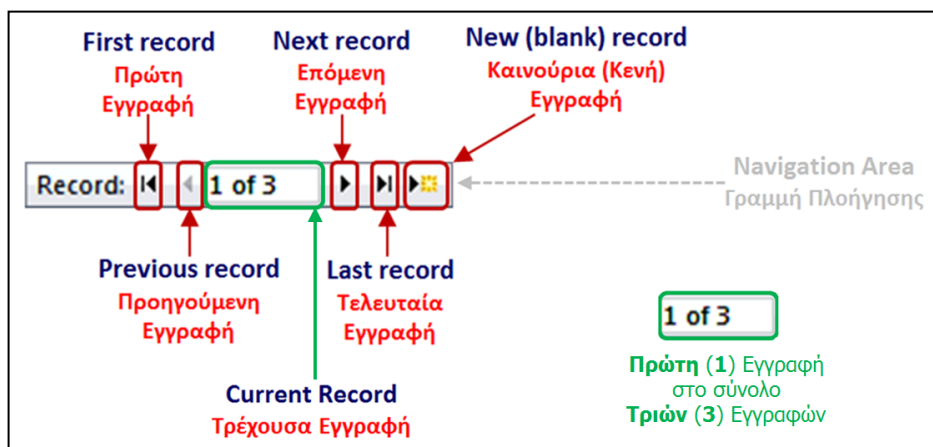 First record
Πρώτη
Εγγραφή
Next record
Επόμενη
Εγγραφή
New (blank) record
Καινούρια (Κενή)
Εγγραφή
Record:
1 of 3
Navigation Area
Γραμμή Πλοήγησης
Previous record
Προηγούμενη
Εγγραφή
Last record
Τελευταία
Εγγραφή
Current Record
Τρέχουσα Εγγραφή
1 of 3
Πρώτη (1) Εγγραφή
στο σύνολο
Τριών (3) Εγγραφών